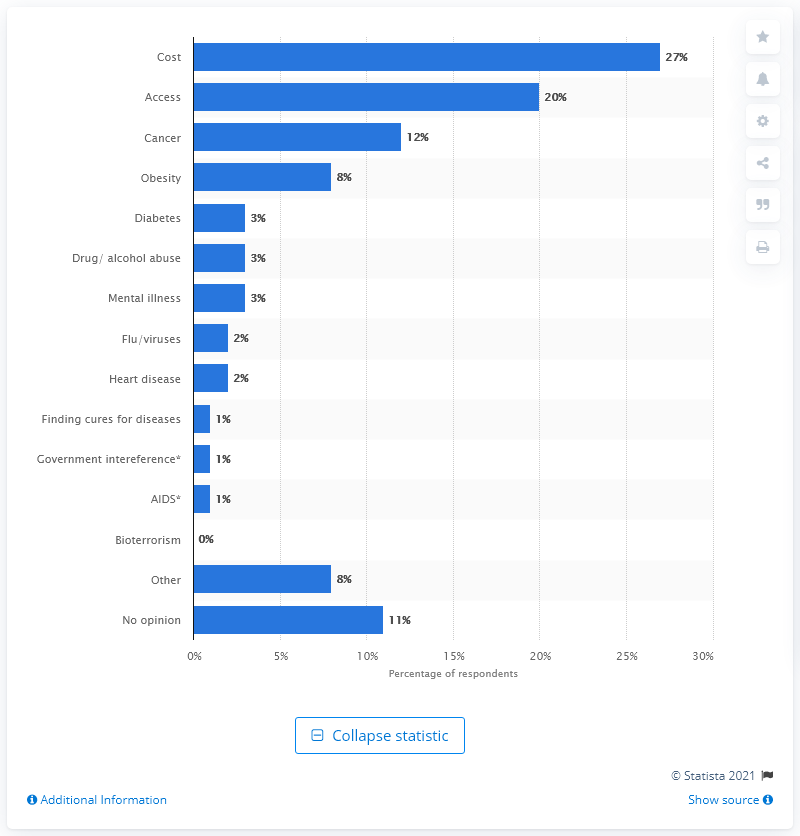 Cost 27%
Access 20%
Cancer 12%
Obesity 8%
Diabetes 3%
Drug/ alcohol abuse 3%
Mental illness 3%
Flu/viruses 2%
Heart disease 2%
Finding cures for diseases 1%
Government intereference* 1%
AIDS* 1%
Bioterrorism 0%
Other 8%
No opinion 11%
0% 5% 10% 15% 20% 25% 30%
Percentage of respondents
Collapse statistic
© Statista 2021
Additional Information Show source